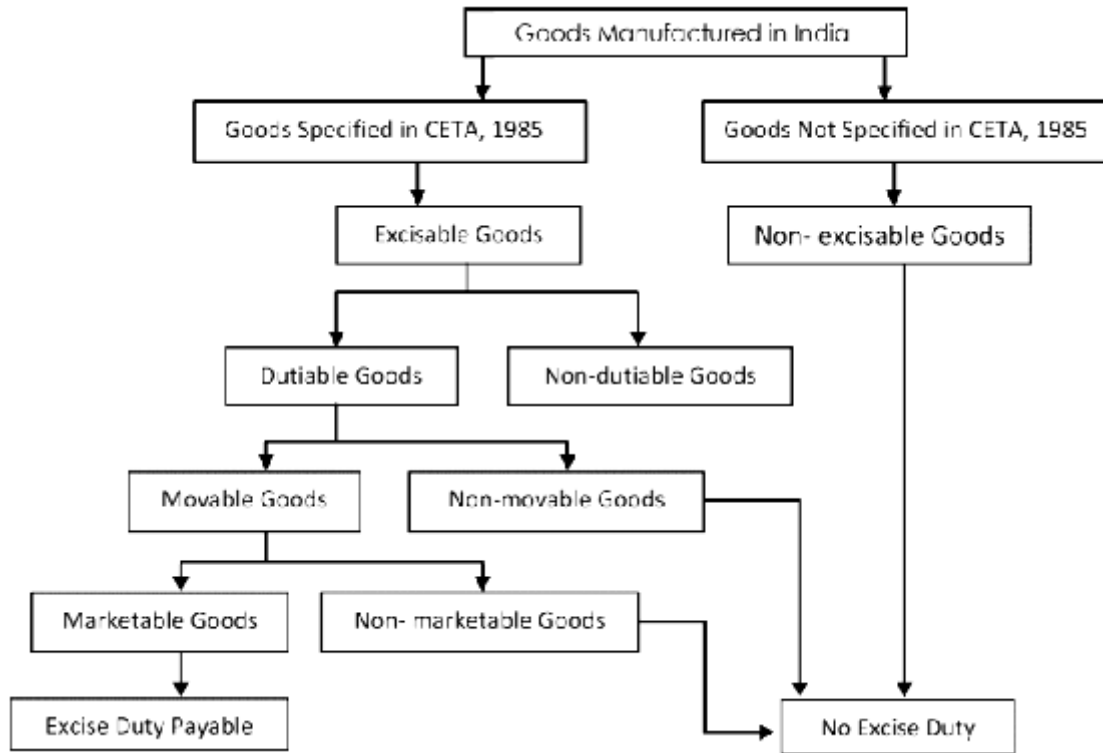 Goods Manufactured in India
Goods Specified in CETA, 1985
Goods Not Specified in CETA, 1985
Excisable Goods
Non- excisable Goods
Dutiable Goods
Non-dutiable Goods
Movable Goods
Non-movable Goods
Marketable Goods
Non- marketable Goods
Excise Duty Payable
No Excise Duty